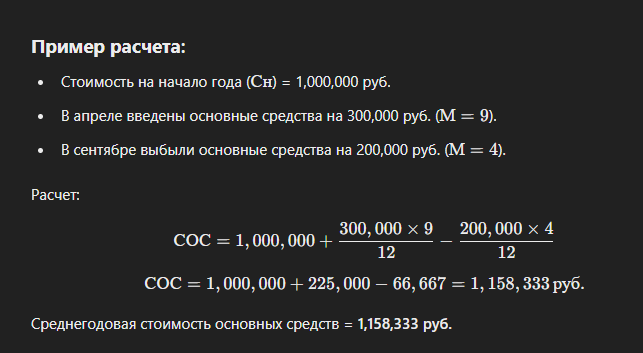 Пример расчета:
• Стоимость на начало года (Сн) = 1,000,000 руб.
• В апреле введены основные средства на 300,000 руб. (М = 9).
• В сентябре выбыли основные средства на 200,000 руб. (М = 4).
Расчет:
СОС = 1,000,000 + \frac{300,000 × 9}{12} − \frac{200,000 × 4}{12}
СОС = 1,000,000 + 225,000 − 66,667 = 1,158,333 руб.
Среднегодовая стоимость основных средств = 1,158,333 руб.